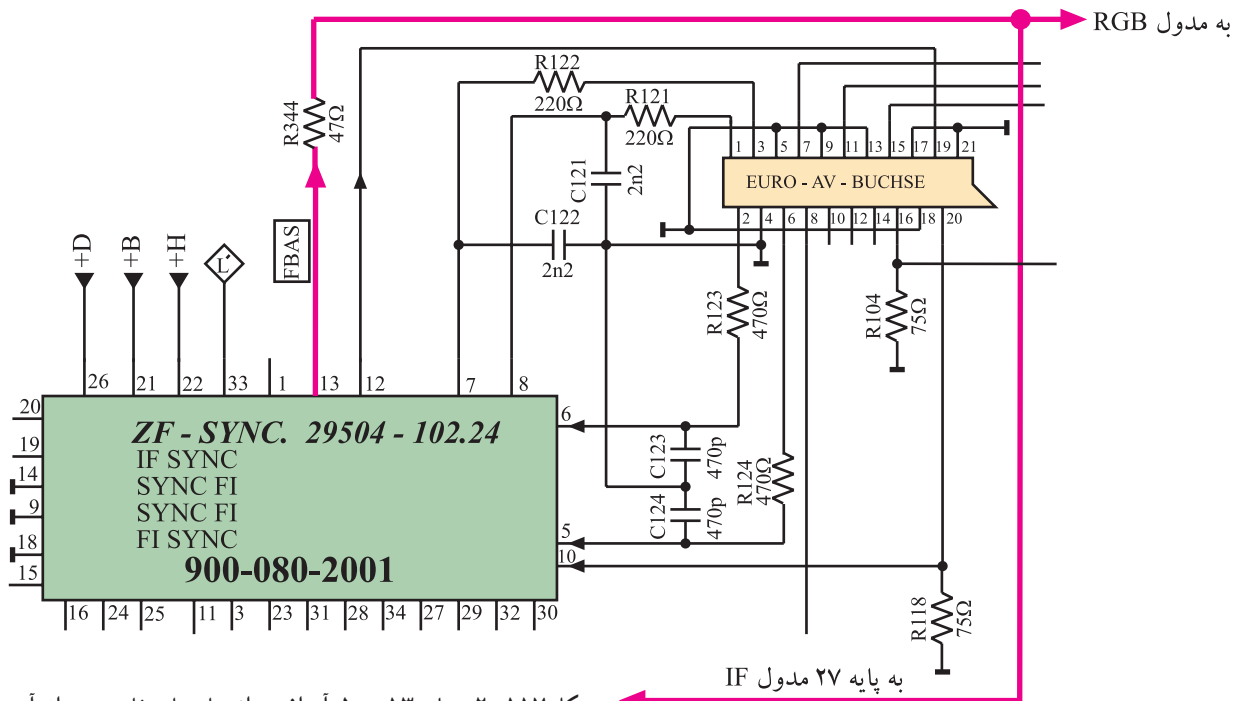 به مدول RGB
R122
220Ω
R121
220Ω
R344
47Ω
C121
2n2
C122
2n2
1 3 5 7 9 11 13 15 17 19 21
EURO - AV - BUCHSE
2 4 6 8 10 12 14 16 18 20
+D
+B
+H
L'
FBAS
R123
470Ω
R104
75Ω
26 21 22 33 1 13 12 7 8
20
19
14
9
18
15
ZF - SYNC. 29504 - 102.24
IF SYNC
SYNC FI
SYNC FI
FI SYNC
900-080-2001
6
5
10
C123
470p
R124
470Ω
C124
470p
R118
75Ω
16 24 25 11 3 23 31 28 34 27 29 32 30
به پایه ۲۷ مدول IF